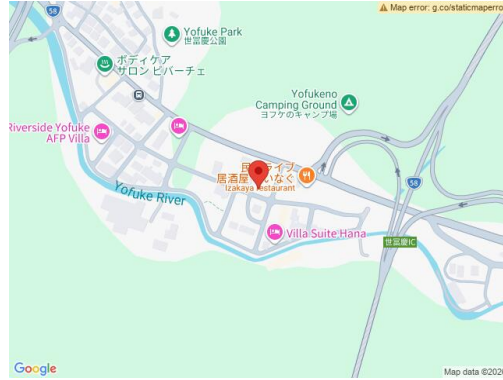 Map error: g.co/staticmaperro
58
Yofuke Park
世冨慶公園
ボディケア
サロン ビバーチェ
Yofukeno
Camping Ground
ヨフケのキャンプ場
Riverside Yofuke
AFP Villa
居酒屋
Izakaya restaurant
58
Yofuke River
Villa Suite Hana
世冨慶IC
Google
Map data ©202